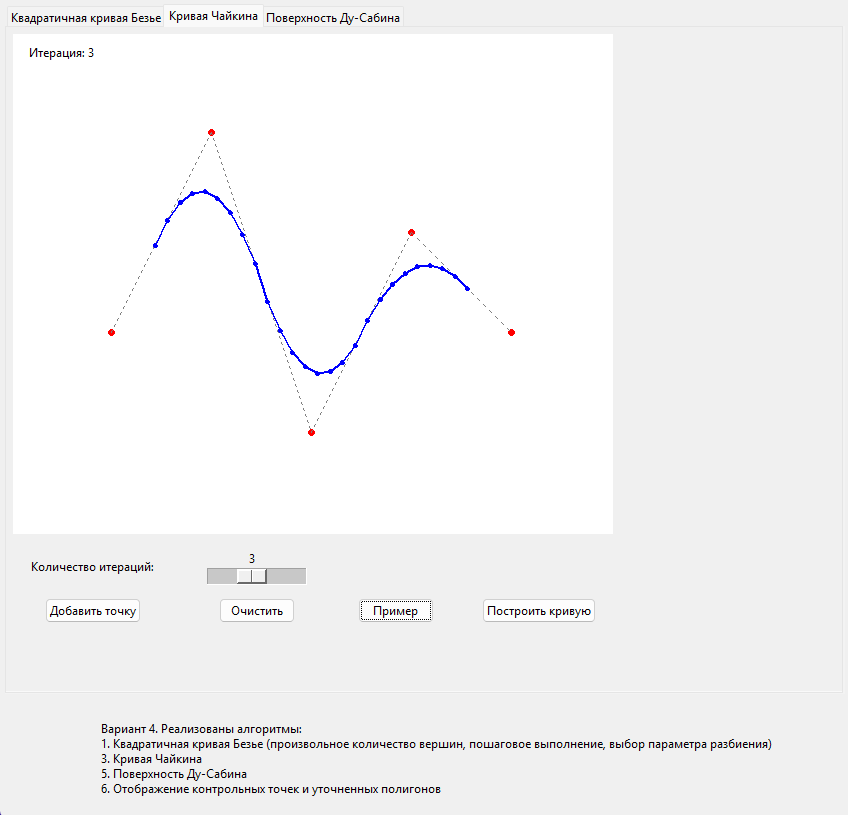 Квадратичная кривая Безье
Кривая Чайкина
Поверхность Ду-Сабина
Итерация: 3
3
Количество итераций:
Добавить точку
Очистить
Пример
Построить кривую
Вариант 4. Реализованы алгоритмы:
1. Квадратичная кривая Безье (произвольное количество вершин, пошаговое выполнение, выбор параметра разбиения)
3. Кривая Чайкина
5. Поверхность Ду-Сабина
6. Отображение контрольных точек и уточненных полигонов